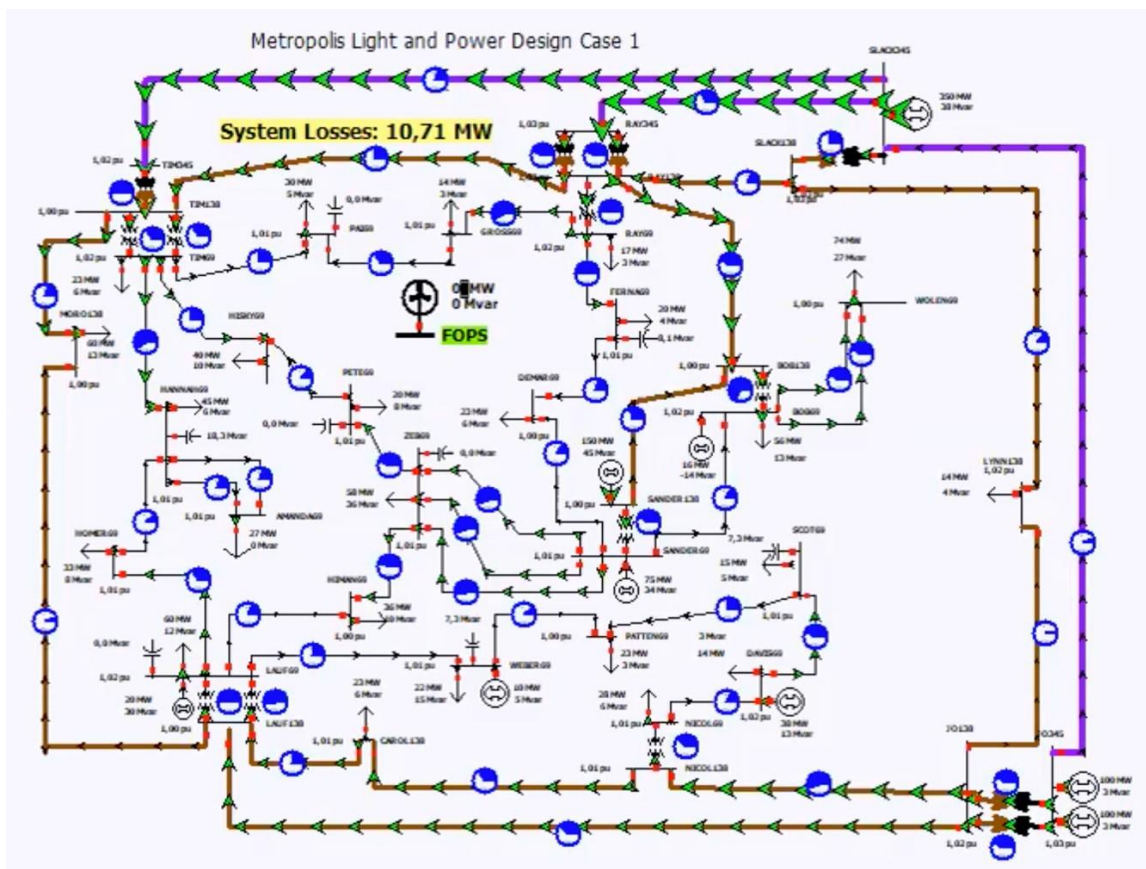 Metropolis Light and Power Design Case 1
SLACK345
350 MW
38 Mvar
System Losses: 10,71 MW
1,03 pu
RAY345
SLACK138
1,02 pu
TIM345
30 MW
5 Mvar
0,0 Mvar
14 MW
3 Mvar
1,00 pu
TIM138
1,01 pu
PAI69
1,01 pu
GROSS69
1,02 pu
RAY69
17 MW
3 Mvar
74 MW
27 Mvar
1,02 pu
TIM69
23 MW
6 Mvar
MW
0 Mvar
FOPS
FERNA69
20 MW
4 Mvar
1,00 pu
WOLEN69
MORO138
60 MW
13 Mvar
1,00 pu
HISKY69
40 MW
10 Mvar
1,01 pu
1,00 pu
BOB138
HANNAH69
45 MW
6 Mvar
18,3 Mvar
PETE69
20 MW
8 Mvar
0,0 Mvar
1,01 pu
DEMAR69
23 MW
6 Mvar
1,00 pu
1,02 pu
BOB69
56 MW
13 Mvar
16 MW
-14 Mvar
ZEB69
0,0 Mvar
150 MW
45 Mvar
LYNN138
1,02 pu
14 MW
4 Mvar
58 MW
36 Mvar
1,01 pu
1,00 pu
SANDER138
1,01 pu
AMANDA69
27 MW
0 Mvar
HOMER69
33 MW
8 Mvar
1,01 pu
1,01 pu
1,01 pu
SANDER69
75 MW
34 Mvar
7,3 Mvar
SCOT69
15 MW
5 Mvar
1,01 pu
HIMAN69
36 MW
1,00 pu
60 MW
12 Mvar
0,0 Mvar
1,02 pu
LAUF69
7,3 Mvar
1,01 pu
WEBER69
22 MW
15 Mvar
10 MW
5 Mvar
1,00 pu
PATTEN69
23 MW
3 Mvar
3 Mvar
14 MW
DAVIS69
1,02 pu
38 MW
13 Mvar
20 MW
30 Mvar
1,00 pu
LAUF138
23 MW
6 Mvar
1,01 pu
CAROL138
28 MW
6 Mvar
1,01 pu
NICOL69
1,01 pu
NICOL138
100 MW
3 Mvar
100 MW
3 Mvar
1,02 pu
1,03 pu